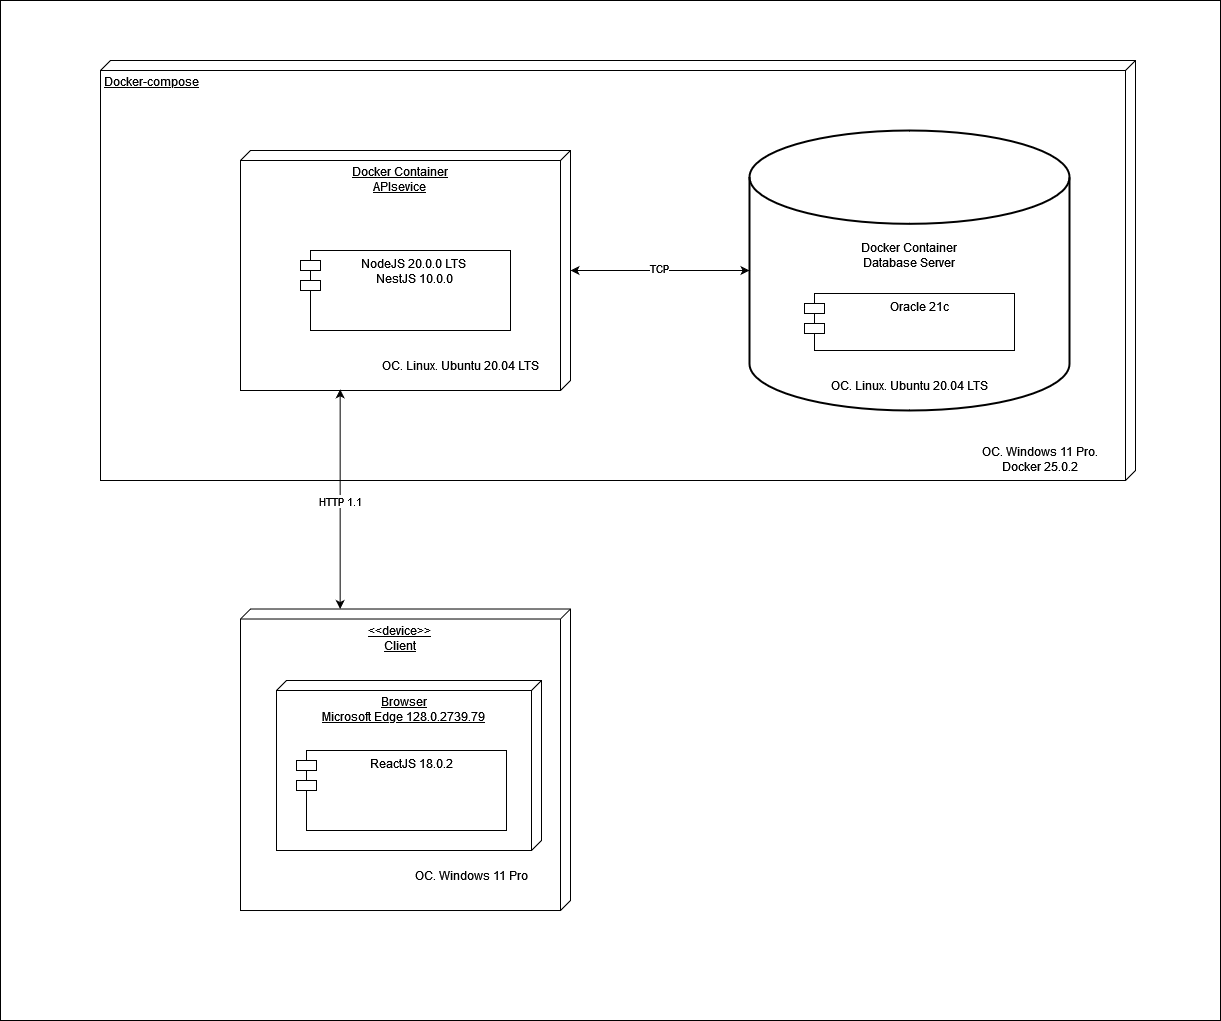 Docker-compose
Docker Container
APIsevice
NodeJS 20.0.0 LTS
NestJS 10.0.0
OC. Linux. Ubuntu 20.04 LTS
TCP
Docker Container
Database Server
Oracle 21c
OC. Linux. Ubuntu 20.04 LTS
OC. Windows 11 Pro.
Docker 25.0.2
HTTP 1.1
<<device>>
Client
Browser
Microsoft Edge 128.0.2739.79
ReactJS 18.0.2
OC. Windows 11 Pro